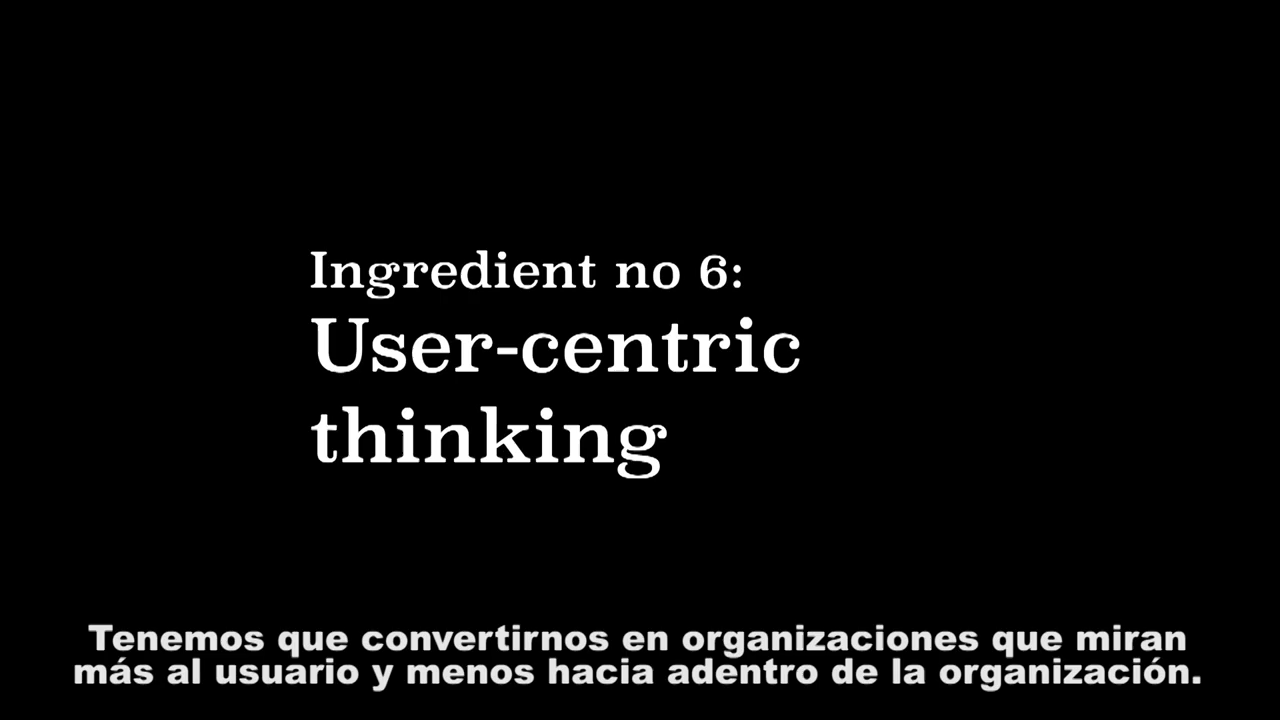 Ingredient no 6:
User-centric
thinking
Tenemos que convertirnos en organizaciones que miran
más al usuario y menos hacia adentro de la organización.